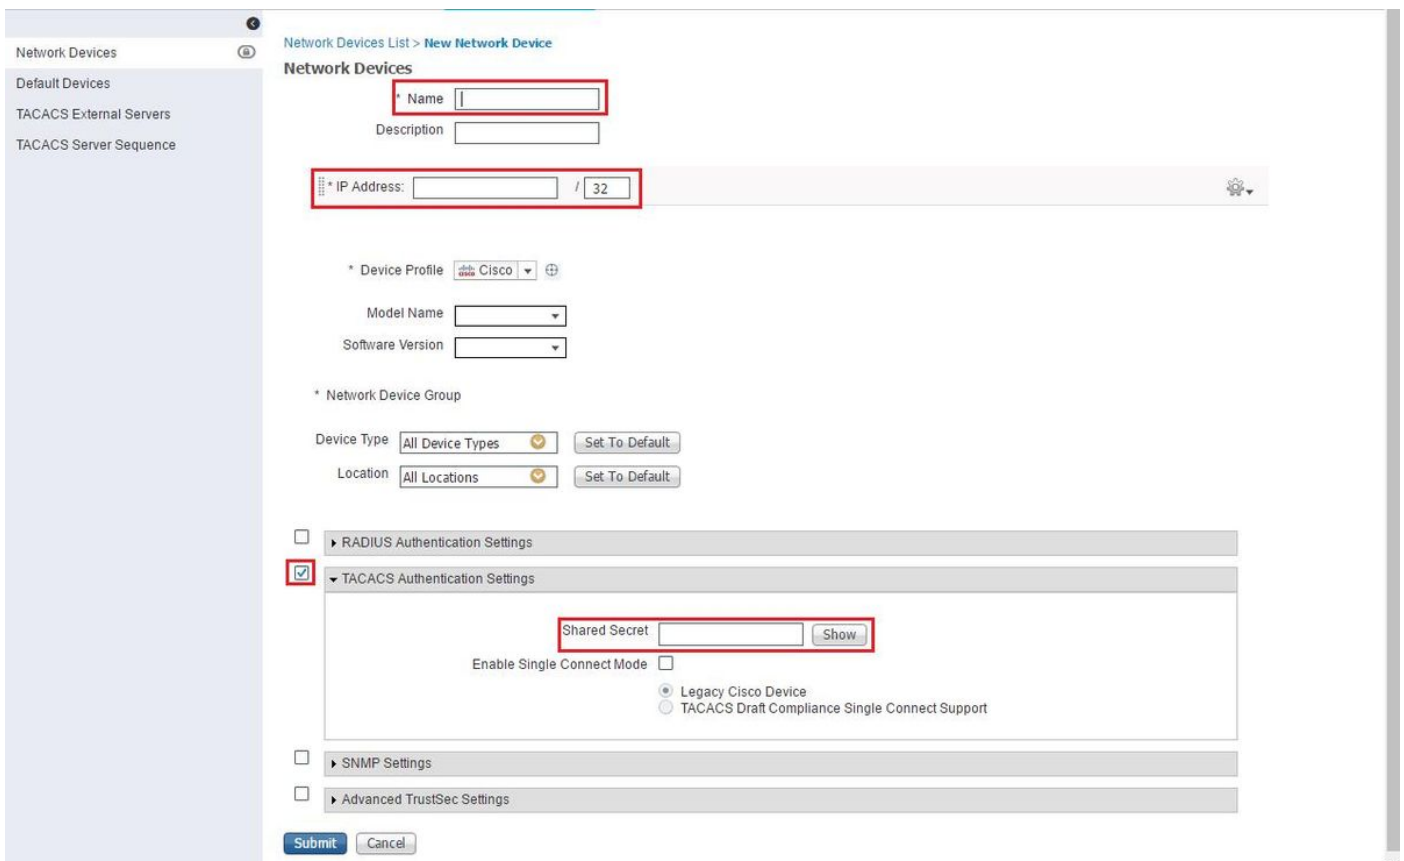 Network Devices
Default Devices
TACACS External Servers
TACACS Server Sequence
Network Devices List > New Network Device
Network Devices
* Name
Description
* IP Address: / 32
* Device Profile cisco Cisco
Model Name
Software Version
* Network Device Group
Device Type All Device Types Set To Default
Location All Locations Set To Default
RADIUS Authentication Settings
TACACS Authentication Settings
Shared Secret Show
Enable Single Connect Mode
Legacy Cisco Device
TACACS Draft Compliance Single Connect Support
SNMP Settings
Advanced TrustSec Settings
Submit Cancel